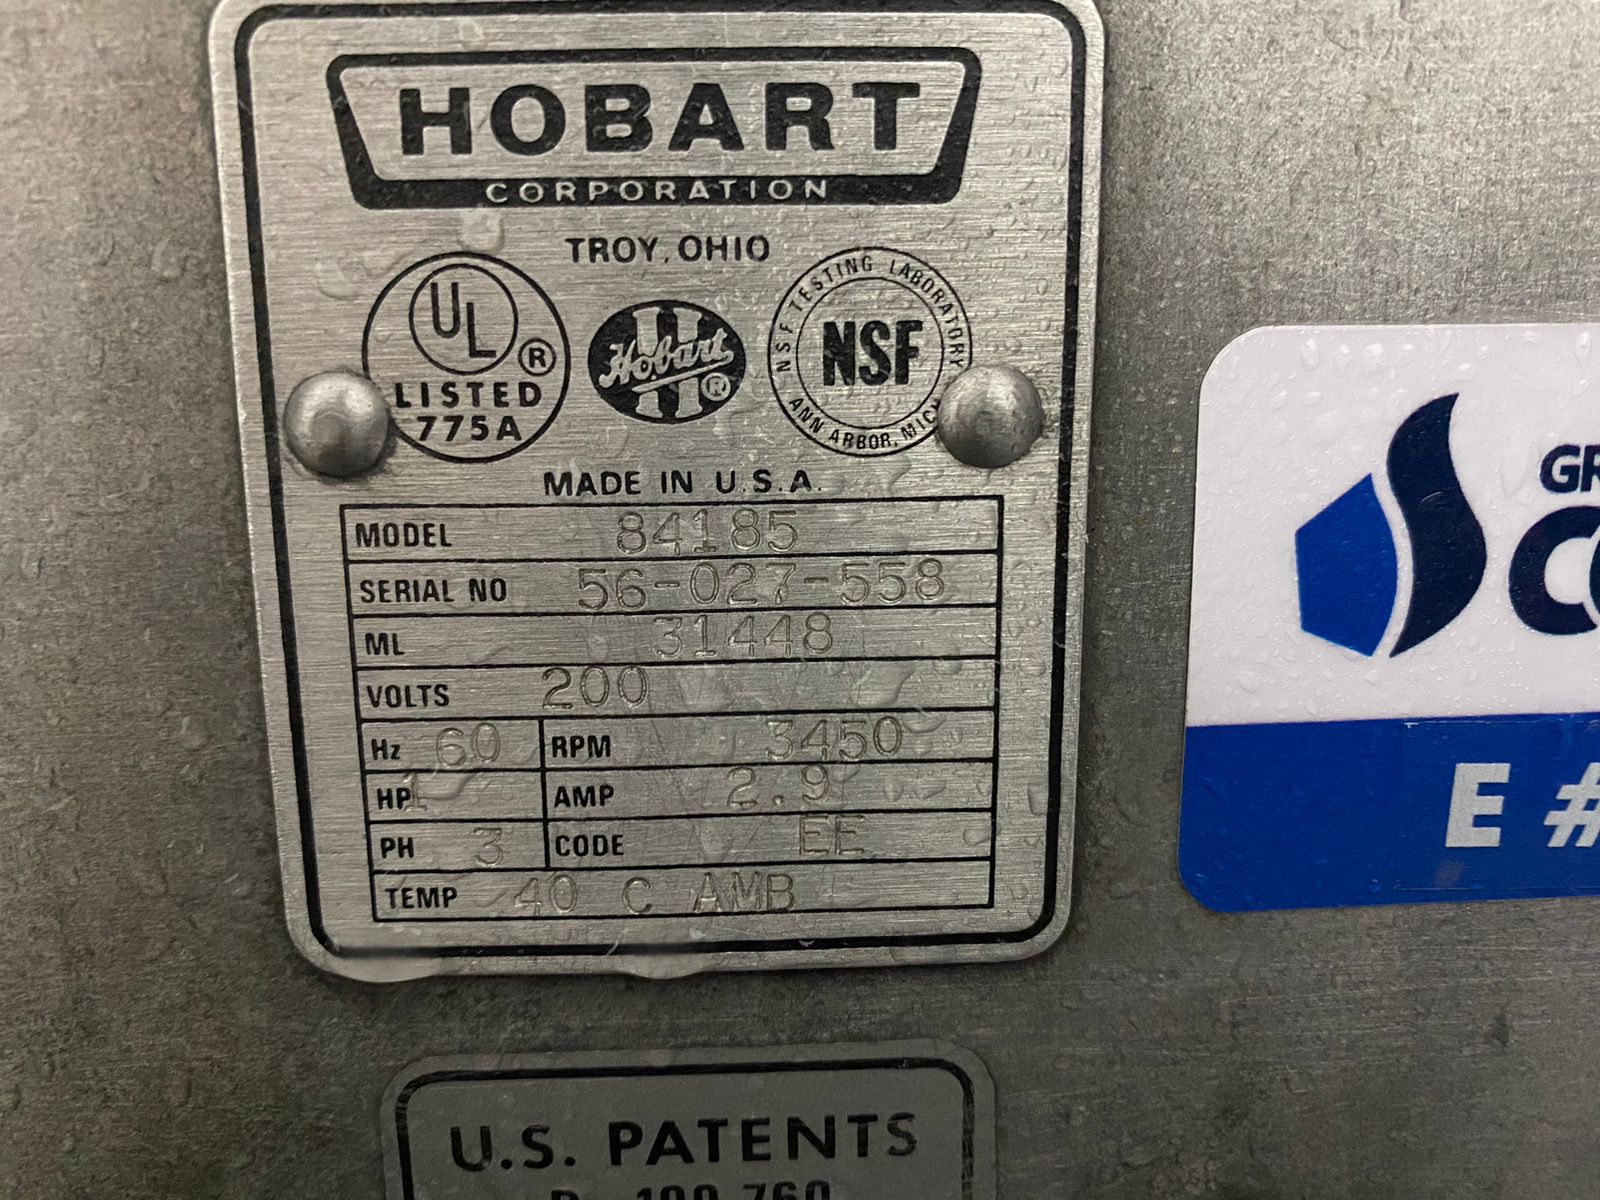 HOBART
CORPORATION
TROY, OHIO
UL ®
LISTED
775A
Hobart ®
NSF TESTING LABORATORY
NSF
ANN ARBOR, MICH
MADE IN U.S.A.
MODEL 84185
SERIAL NO 56-027-558
ML 31448
VOLTS 200
Hz 60 RPM 3450
HP 1 AMP 2.9
PH 3 CODE EE
TEMP 40 C AMB
U.S. PATENTS
E #